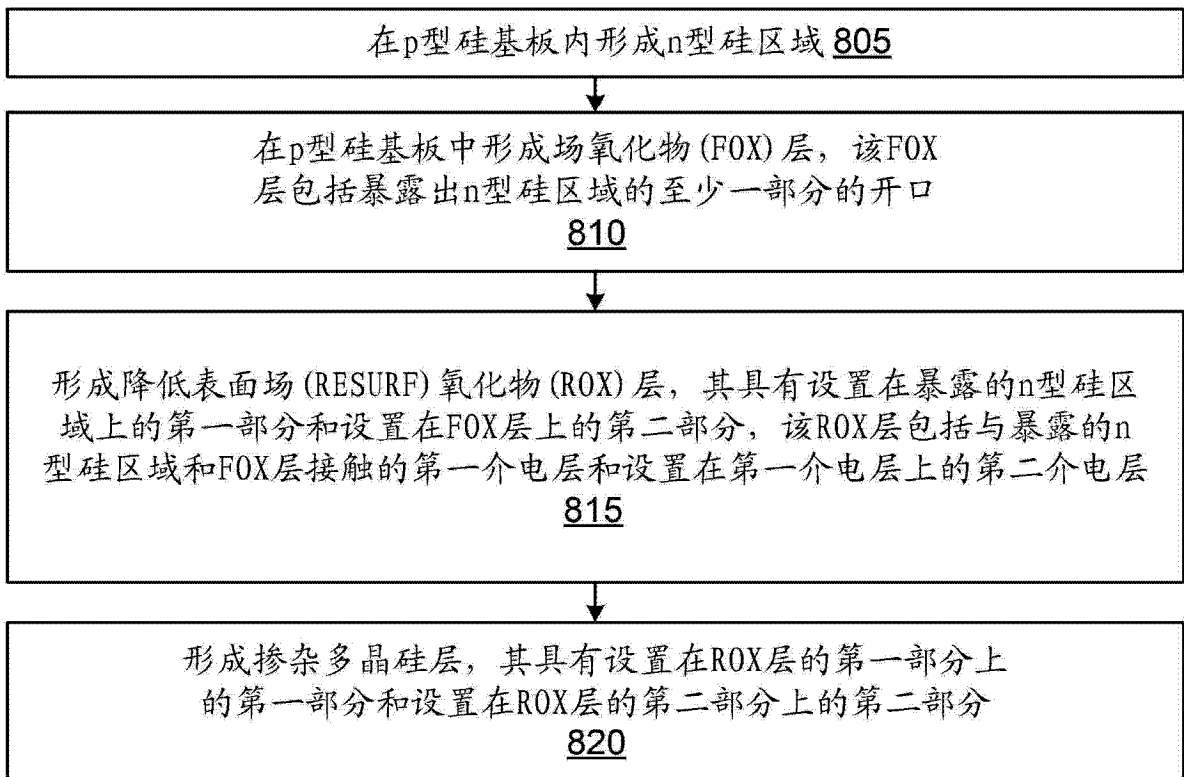 在p型硅基板内形成n型硅区域 805
在p型硅基板中形成场氧化物(FOX)层，该FOX
层包括暴露出n型硅区域的至少一部分的开口
810
形成降低表面场(RESURF)氧化物(ROX)层，其具有设置在暴露的n型硅区
域上的第一部分和设置在FOX层上的第二部分，该ROX层包括与暴露的n
型硅区域和FOX层接触的第一介电层和设置在第一介电层上的第二介电层
815
形成掺杂多晶硅层，其具有设置在ROX层的第一部分上
的第一部分和设置在ROX层的第二部分上的第二部分
820